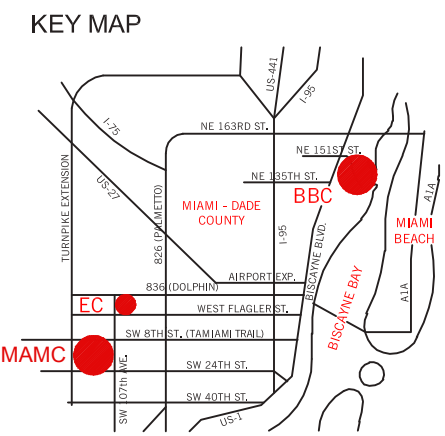 KEY MAP
US-441
I-95
I-75
NE 163RD ST.
NE 151ST ST.
NE 135TH ST.
BBC
US-27
TURNPIKE EXTENSION
826 (PALMETTO)
MIAMI - DADE
COUNTY
I-95
BISCAYNE BLVD.
A1A
MIAMI
BEACH
AIRPORT EXP.
836 (DOLPHIN)
EC
WEST FLAGLER ST.
BISCAYNE BAY
A1A
SW 8TH ST. (TAMIAMI TRAIL)
MAMC
SW 24TH ST.
SW 107th AVE.
SW 40TH ST.
US-1